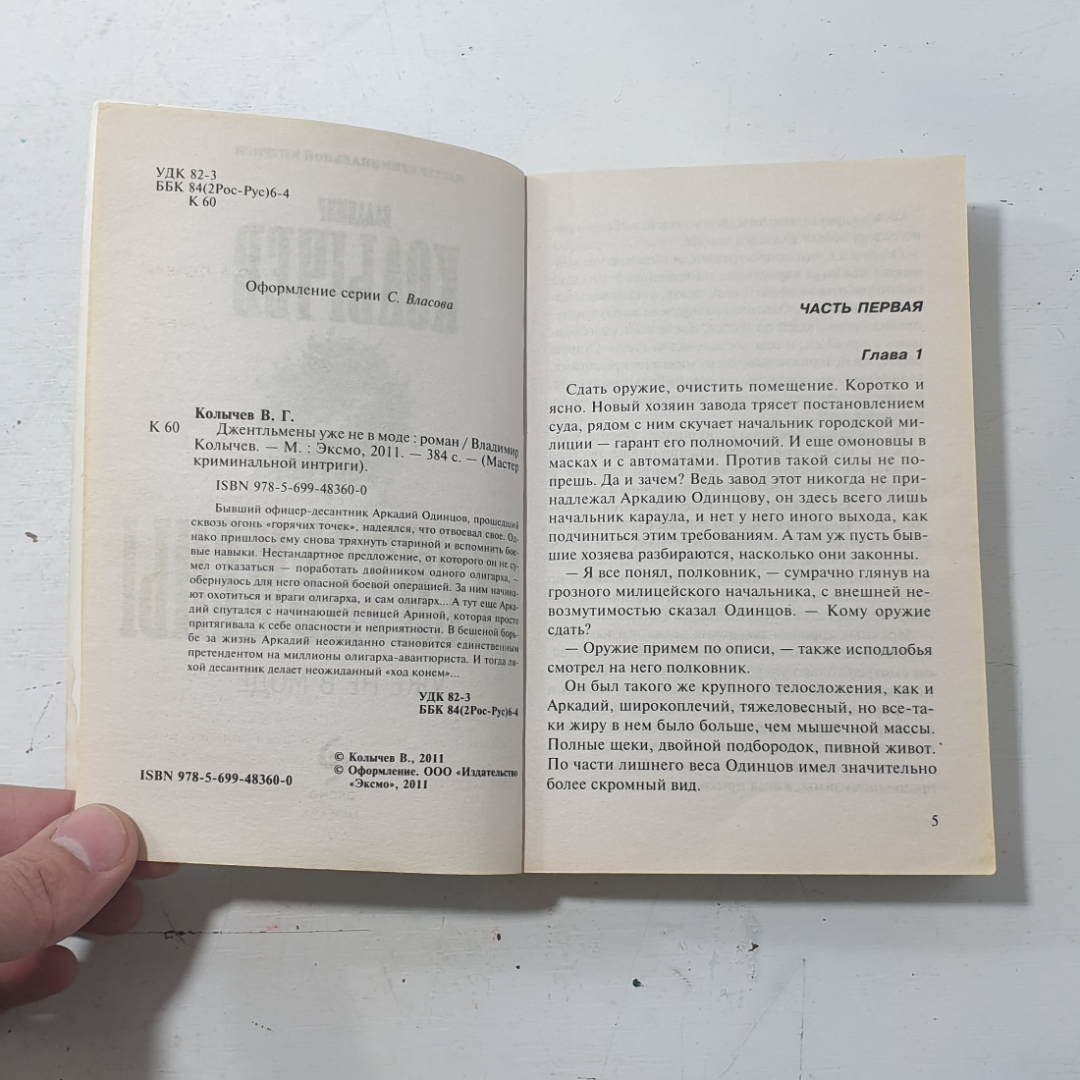 УДК 82-3
ББК 84(2Рос-Рус)6-4
К 60
Оформление серии С. Власова
Колычев В. Г.
К 60 Джентльмены уже не в моде : роман / Владимир
Колычев. — М. : Эксмо, 2011. — 384 с. — (Мастер
криминальной интриги).
ISBN 978-5-699-48360-0
Бывший офицер-десантник Аркадий Одинцов, прошедший
сквозь огонь «горячих точек», надеялся, что отвоевал свое. Од-
нако пришлось ему снова тряхнуть стариной и вспомнить бое-
вые навыки. Нестандартное предложение, от которого он не су-
мел отказаться — поработать двойником одного олигарха, —
обернулось для него опасной боевой операцией. За ним начина-
ют охотиться и враги олигарха, и сам олигарх... А тут еще Арка-
дий спутался с начинающей певицей Ариной, которая просто
притягивала к себе опасности и неприятности. В бешеной борь-
бе за жизнь Аркадий неожиданно становится единственным
претендентом на миллионы олигарха-авантюриста. И тогда ли-
хой десантник делает неожиданный «ход конем»...
УДК 82-3
ББК 84(2Рос-Рус)6-4
© Колычев В., 2011
© Оформление. ООО «Издательство
«Эксмо», 2011
ISBN 978-5-699-48360-0
ЧАСТЬ ПЕРВАЯ
Глава 1
Сдать оружие, очистить помещение. Коротко и
ясно. Новый хозяин завода трясет постановлением
суда, рядом с ним скучает начальник городской ми-
лиции — гарант его полномочий. И еще омоновцы в
масках и с автоматами. Против такой силы не по-
прешь. Да и зачем? Ведь завод этот никогда не при-
надлежал Аркадию Одинцову, он здесь всего лишь
начальник караула, и нет у него иного выхода, как
подчиниться этим требованиям. А там уж пусть быв-
шие хозяева разбираются, насколько они законны.
— Я все понял, полковник, — сумрачно глянув на
грозного милицейского начальника, с внешней не-
возмутимостью сказал Одинцов. — Кому оружие
сдать?
— Оружие примем по описи, — также исподлобья
смотрел на него полковник.
Он был такого же крупного телосложения, как и
Аркадий, широкоплечий, тяжеловесный, но все-та-
ки жиру в нем было больше, чем мышечной массы.
Полные щеки, двойной подбородок, пивной живот.
По части лишнего веса Одинцов имел значительно
более скромный вид.
5